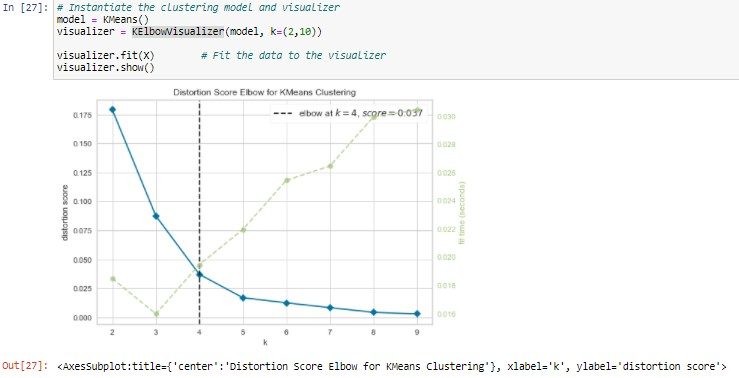 In [27]: # Instantiate the clustering model and visualizer
model = KMeans()
visualizer = KElbowVisualizer(model, k=(2,10))
visualizer.fit(X) # Fit the data to the visualizer
visualizer.show()
Distortion Score Elbow for KMeans Clustering
elbow at k = 4, score = 0.037
0.175
0.150
0.125
0.100
0.075
0.050
0.025
0.000
distortion score
0.030
0.028
0.026
0.024
0.022
0.020
0.018
0.016
fit time (seconds)
2 3 4 5 6 7 8 9
k
Out[27]: <AxesSubplot:title={'center':'Distortion Score Elbow for KMeans Clustering'}, xlabel='k', ylabel='distortion score'>